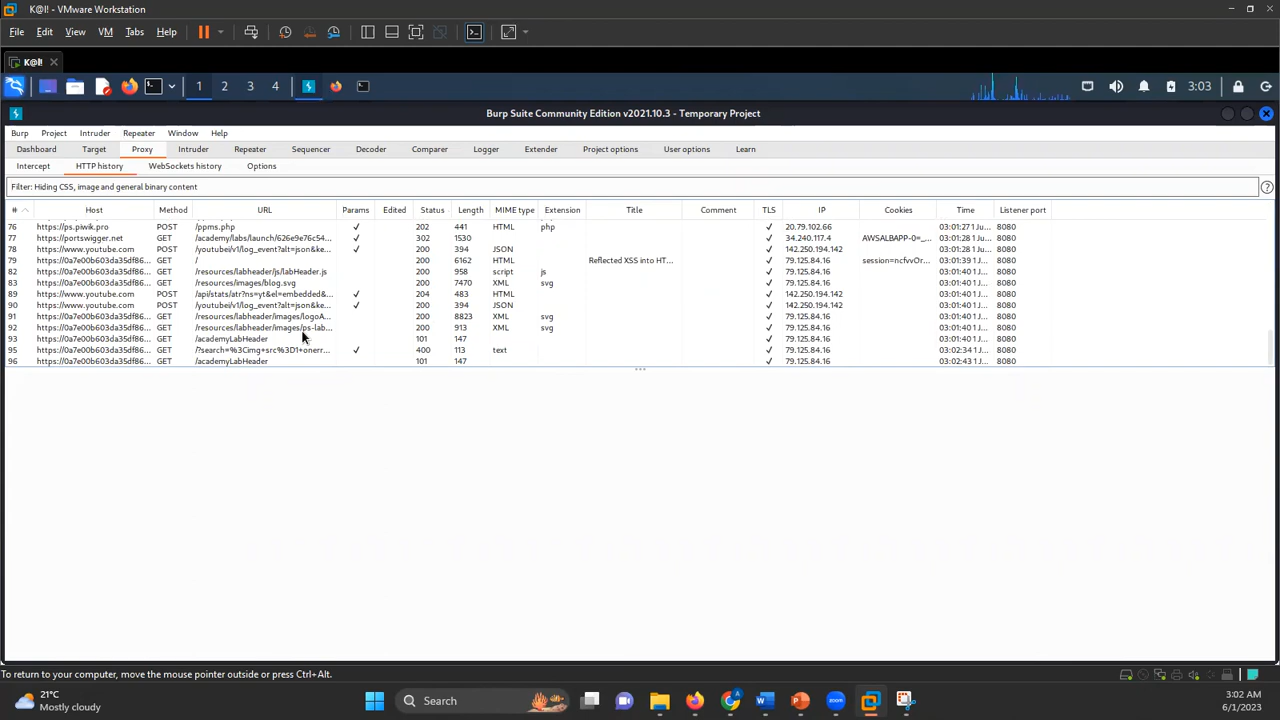 K@l! - VMware Workstation
File Edit View VM Tabs Help
K@l!
1 2 3 4 3:03
Burp Suite Community Edition v2021.10.3 - Temporary Project
Burp Project Intruder Repeater Window Help
Dashboard Target Proxy Intruder Repeater Sequencer Decoder Comparer Logger Extender Project options User options Learn
Intercept HTTP history WebSockets history Options
Filter: Hiding CSS, image and general binary content
# Host Method URL Params Edited Status Length MIME type Extension Title Comment TLS IP Cookies Time Listener port
76 https://ps.piwik.pro POST /ppms.php ✓ 202 441 HTML php ✓ 20.79.102.66 03:01:27 1 Ju... 8080
77 https://portswigger.net GET /academy/labs/launch/626e9e76c54... ✓ 302 1530 ✓ 34.240.117.4 AWSALBAPP-0=_... 03:01:28 1 Ju... 8080
78 https://www.youtube.com POST /youtubei/v1/log_event?alt=json&ke... ✓ 200 394 JSON ✓ 142.250.194.142 03:01:28 1 Ju... 8080
79 https://0a7e00b603da35df86... GET / 200 6162 HTML Reflected XSS into HT... ✓ 79.125.84.16 session=ncfvvOr... 03:01:39 1 J... 8080
82 https://0a7e00b603da35df86... GET /resources/labheader/js/labHeader.js 200 958 script js ✓ 79.125.84.16 03:01:40 1 J... 8080
83 https://0a7e00b603da35df86... GET /resources/images/blog.svg 200 7470 XML svg ✓ 79.125.84.16 03:01:40 1 J... 8080
89 https://www.youtube.com POST /api/stats/atr?ns=yt&el=embedded&... ✓ 204 483 HTML ✓ 142.250.194.142 03:01:40 1 J... 8080
90 https://www.youtube.com POST /youtubei/v1/log_event?alt=json&ke... ✓ 200 394 JSON ✓ 142.250.194.142 03:01:40 1 J... 8080
91 https://0a7e00b603da35df86... GET /resources/labheader/images/logoA... 200 8823 XML svg ✓ 79.125.84.16 03:01:40 1 J... 8080
92 https://0a7e00b603da35df86... GET /resources/labheader/images/ps-lab... 200 913 XML svg ✓ 79.125.84.16 03:01:40 1 J... 8080
93 https://0a7e00b603da35df86... GET /academyLabHeader 101 147 ✓ 79.125.84.16 03:01:40 1 J... 8080
95 https://0a7e00b603da35df86... GET /?search=%3Cimg+src%3D1+onerr... ✓ 400 113 text ✓ 79.125.84.16 03:02:34 1 J... 8080
96 https://0a7e00b603da35df86... GET /academyLabHeader 101 147 ✓ 79.125.84.16 03:02:43 1 J... 8080
To return to your computer, move the mouse pointer outside or press Ctrl+Alt.
21°C
Mostly cloudy
Search
3:02 AM
6/1/2023